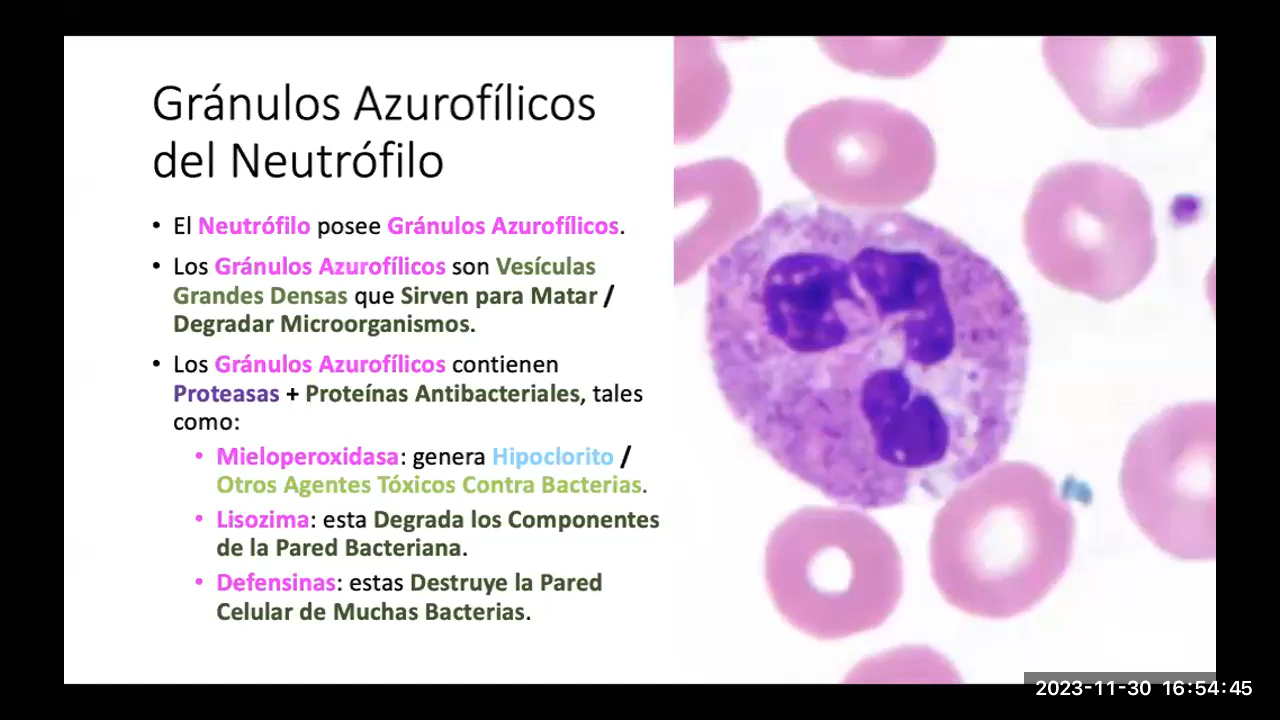 Gránulos Azurofílicos
del Neutrófilo
• El Neutrófilo posee Gránulos Azurofílicos.
• Los Gránulos Azurofílicos son Vesículas
Grandes Densas que Sirven para Matar /
Degradar Microorganismos.
• Los Gránulos Azurofílicos contienen
Proteasas + Proteínas Antibacteriales, tales
como:
• Mieloperoxidasa: genera Hipoclorito /
Otros Agentes Tóxicos Contra Bacterias.
• Lisozima: esta Degrada los Componentes
de la Pared Bacteriana.
• Defensinas: estas Destruye la Pared
Celular de Muchas Bacterias.
2023-11-30 16:54:45